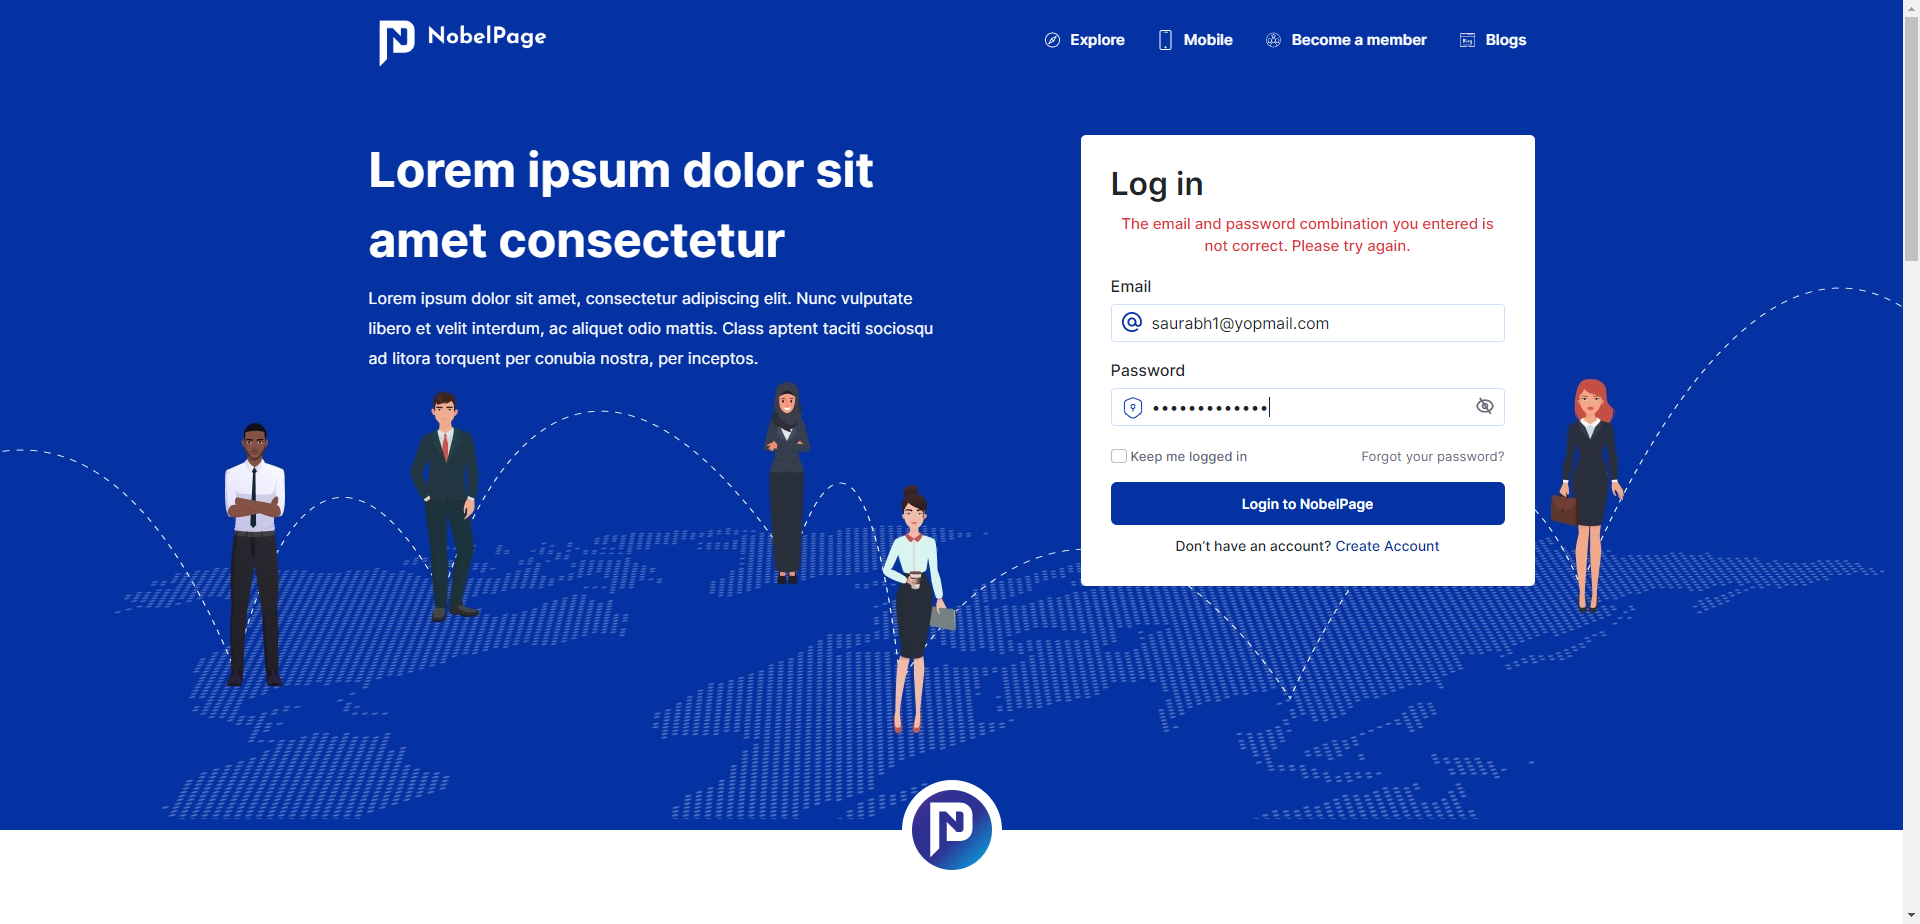 NobelPage
Explore
Mobile
Become a member
Blogs
Lorem ipsum dolor sit
amet consectetur
Lorem ipsum dolor sit amet, consectetur adipiscing elit. Nunc vulputate
libero et velit interdum, ac aliquet odio mattis. Class aptent taciti sociosqu
ad litora torquent per conubia nostra, per inceptos.
Log in
The email and password combination you entered is
not correct. Please try again.
Email
saurabh1@yopmail.com
Password
Keep me logged in
Forgot your password?
Login to NobelPage
Don’t have an account? Create Account